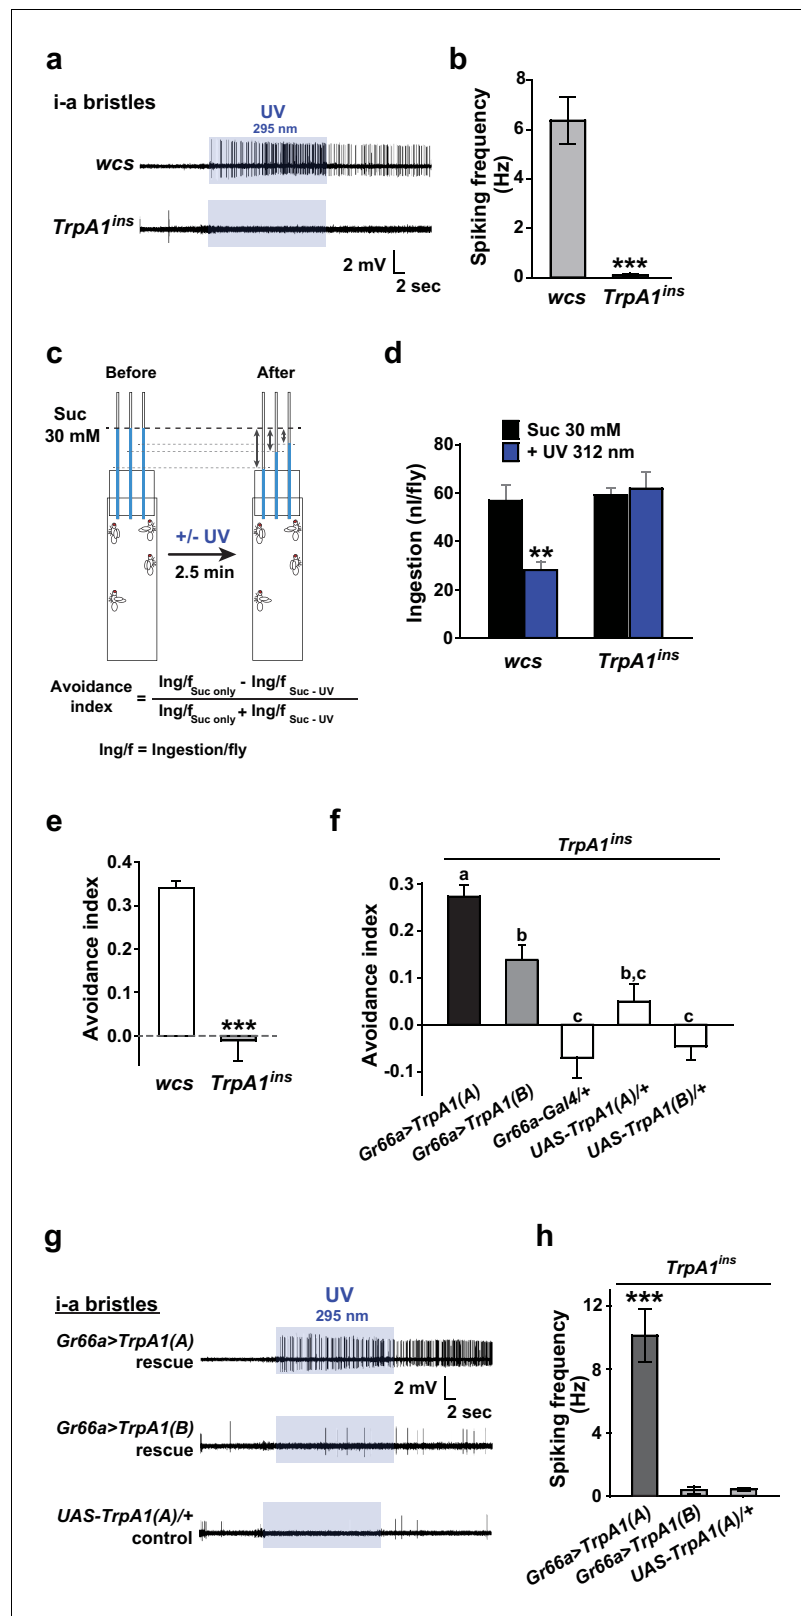 a
i-a bristles
UV
295 nm
wcs
TrpA1ins
2 mV
2 sec
b
Spiking frequency
(Hz)
8
6
4
2
0
***
wcs TrpA1ins
c
Before After
Suc
30 mM
+/- UV
2.5 min
Avoidance
index
= Ing/f Suc only - Ing/f Suc - UV
Ing/f Suc only + Ing/f Suc - UV
Ing/f = Ingestion/fly
d
Suc 30 mM
+ UV 312 nm
Ingestion (nl/fly)
80
60
40
20
0
**
wcs TrpA1ins
e
Avoidance index
0.4
0.3
0.2
0.1
0.0
***
wcs TrpA1ins
f
TrpA1ins
Avoidance index
0.3
0.2
0.1
0.0
-0.1
a
b
c
b,c
c
Gr66a>TrpA1(A)
Gr66a>TrpA1(B)
Gr66a-Gal4/+
UAS-TrpA1(A)/+
UAS-TrpA1(B)/+
g
i-a bristles
UV
295 nm
Gr66a>TrpA1(A)
rescue
2 mV
2 sec
Gr66a>TrpA1(B)
rescue
UAS-TrpA1(A)/+
control
h
TrpA1ins
Spiking frequency
(Hz)
12
8
4
0
***
Gr66a>TrpA1(A)
Gr66a>TrpA1(B)
UAS-TrpA1(A)/+